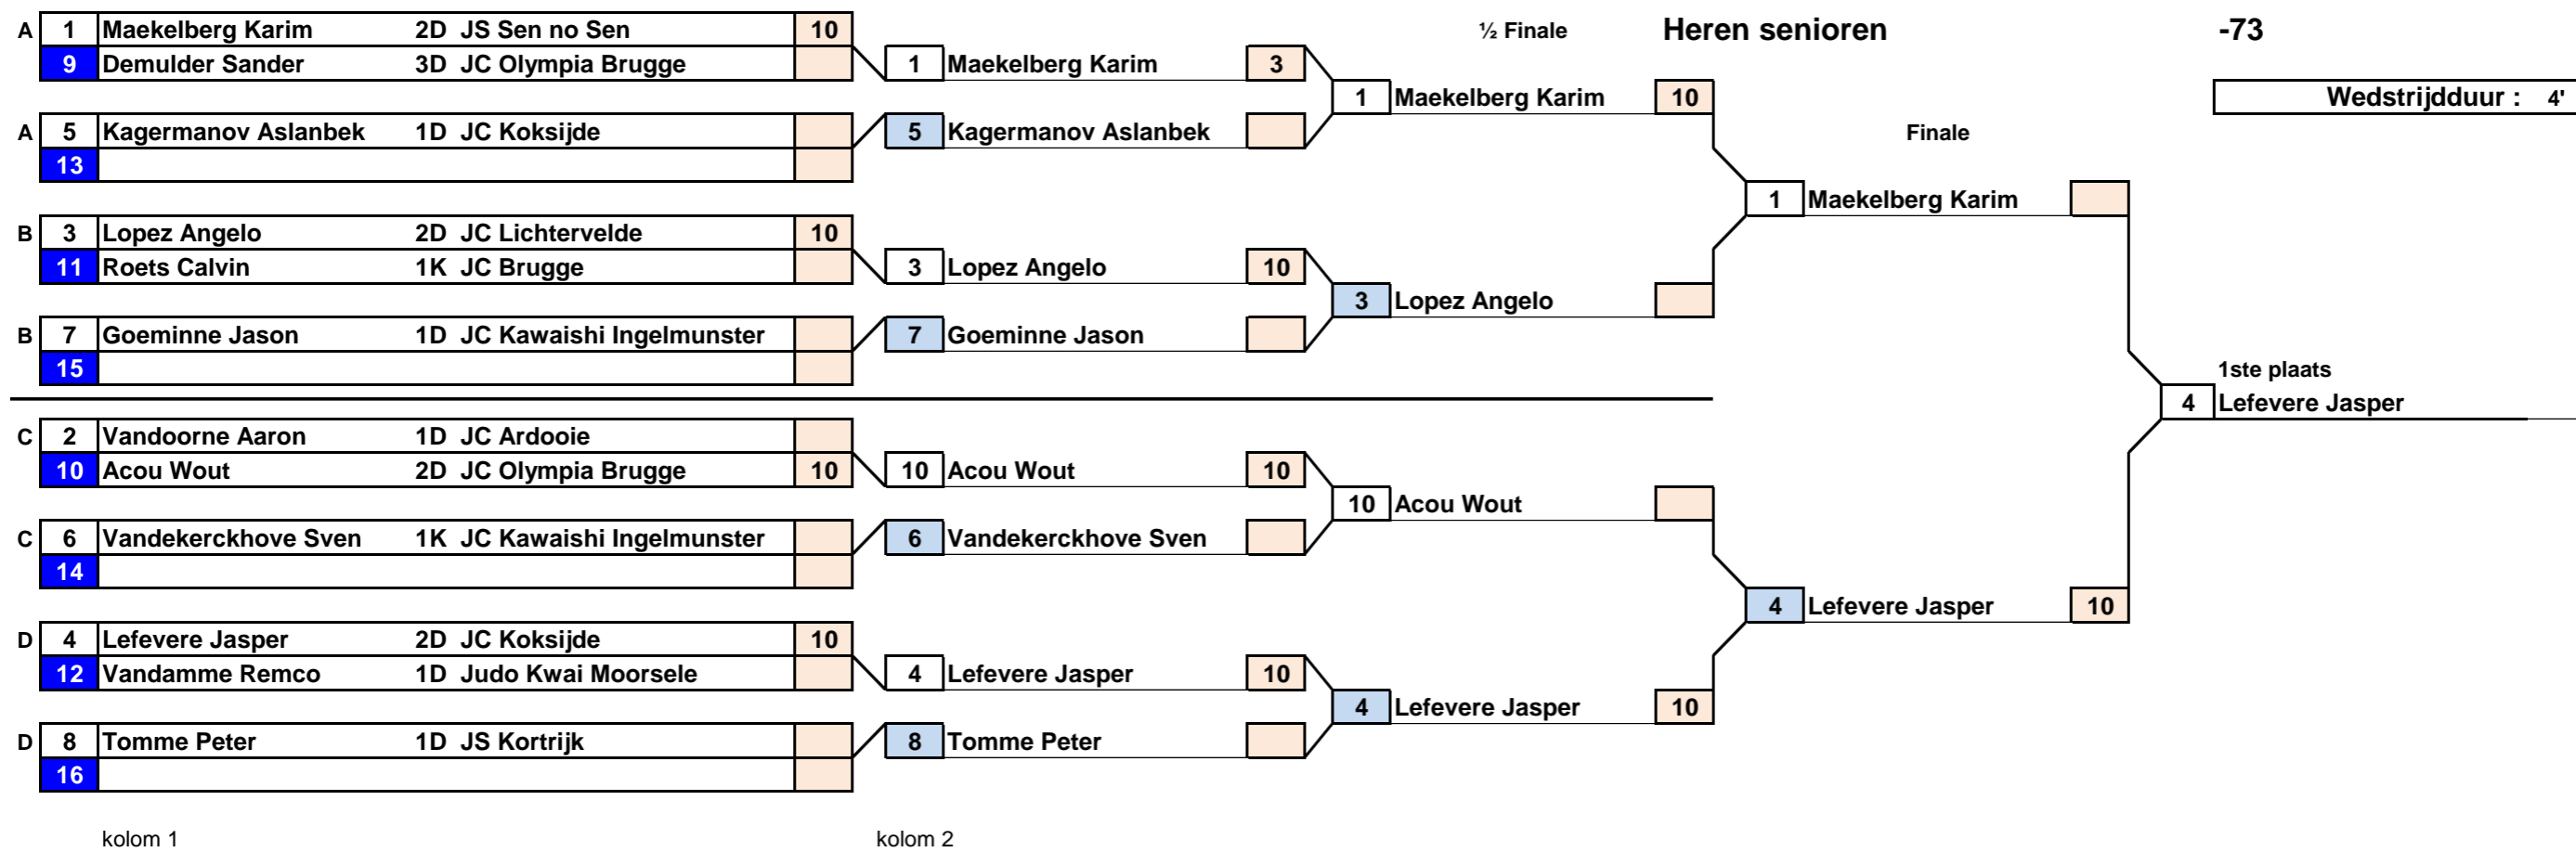 ½ Finale Heren senioren -73
A 1 Maekelberg Karim 2D JS Sen no Sen 10
9 Demulder Sander 3D JC Olympia Brugge 1 Maekelberg Karim 3
1 Maekelberg Karim 10 Wedstrijdduur : 4'
A 5 Kagermanov Aslanbek 1D JC Koksijde 5 Kagermanov Aslanbek Finale
13
1 Maekelberg Karim
B 3 Lopez Angelo 2D JC Lichtervelde 10
11 Roets Calvin 1K JC Brugge 3 Lopez Angelo 10
3 Lopez Angelo
B 7 Goeminne Jason 1D JC Kawaishi Ingelmunster 7 Goeminne Jason
15 1ste plaats
4 Lefevere Jasper
C 2 Vandoorne Aaron 1D JC Ardooie
10 Acou Wout 2D JC Olympia Brugge 10 10 Acou Wout 10
10 Acou Wout
C 6 Vandekerckhove Sven 1K JC Kawaishi Ingelmunster 6 Vandekerckhove Sven
14
4 Lefevere Jasper 10
D 4 Lefevere Jasper 2D JC Koksijde 10
12 Vandamme Remco 1D Judo Kwai Moorsele 4 Lefevere Jasper 10
4 Lefevere Jasper 10
D 8 Tomme Peter 1D JS Kortrijk 8 Tomme Peter
16
kolom 1 kolom 2